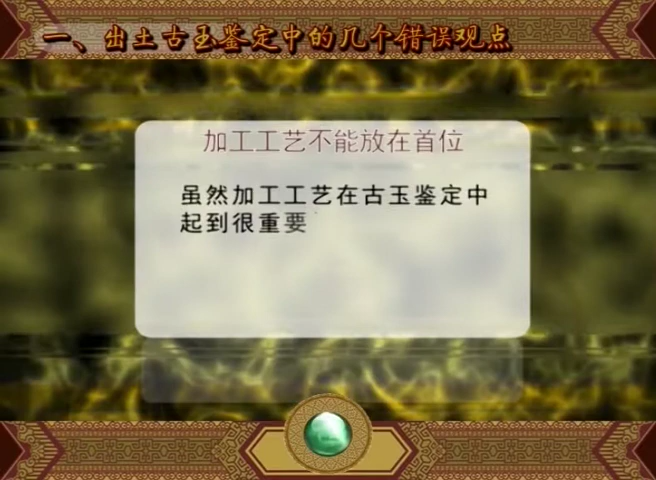 一、出土古玉鉴定中的几个错误观点
加工工艺不能放在首位
虽然加工工艺在古玉鉴定中
起到很重要